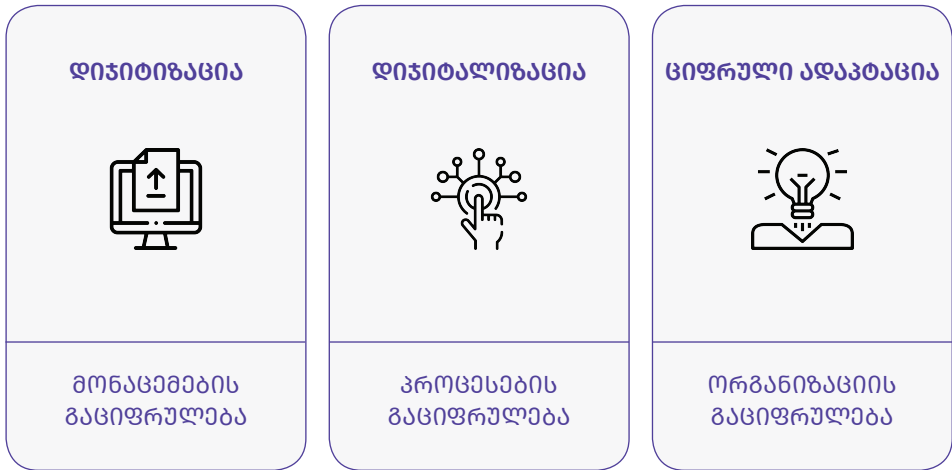 დიჯიტიზაცია
დიჯიტალიზაცია
ციფრული ადაპტაცია
მონაცემების
გაციფრულება
პროცესების
გაციფრულება
ორგანიზაციის
გაციფრულება